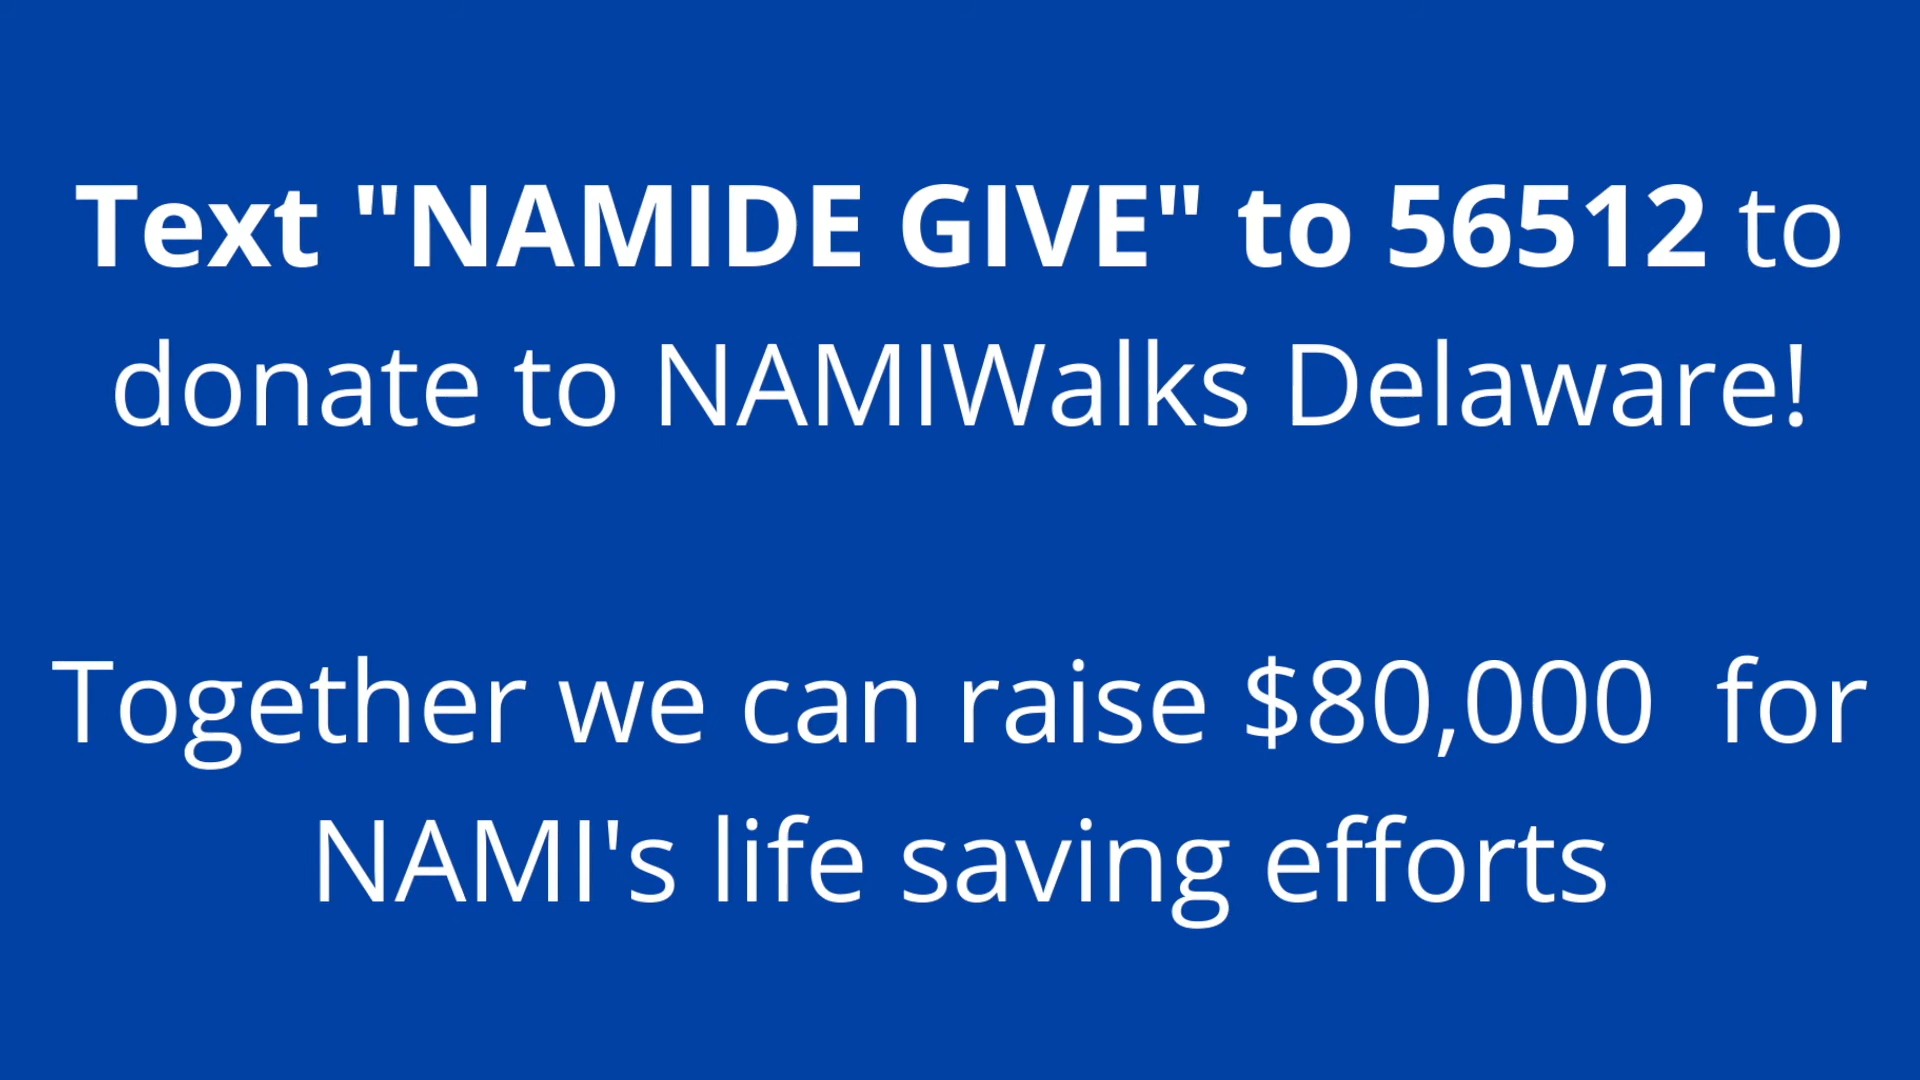 Text "NAMIDE GIVE" to 56512 to
donate to NAMIWalks Delaware!
Together we can raise $80,000  for
NAMI's life saving efforts